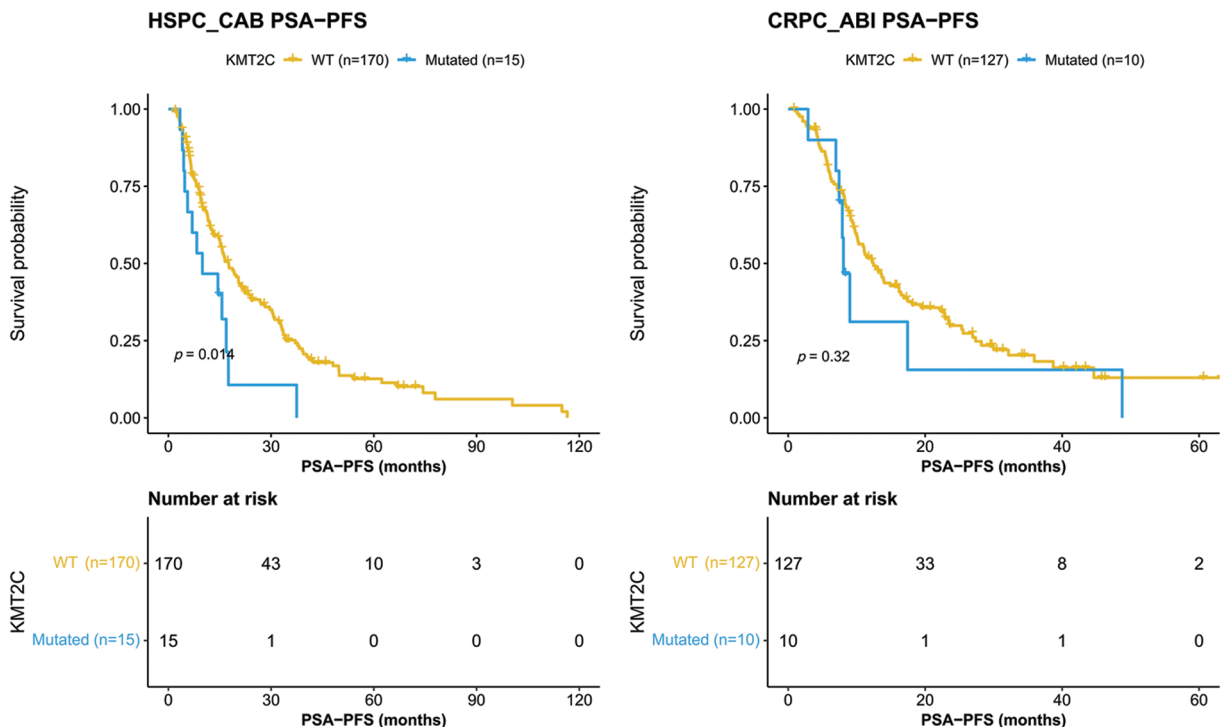 HSPC_CAB PSA−PFS
KMT2C WT (n=170) Mutated (n=15)
Survival probability
1.00
0.75
0.50
0.25
0.00
p = 0.014
0 30 60 90 120
PSA−PFS (months)
Number at risk
KMT2C
WT (n=170) 170 43 10 3 0
Mutated (n=15) 15 1 0 0 0
0 30 60 90 120
PSA−PFS (months)
CRPC_ABI PSA−PFS
KMT2C WT (n=127) Mutated (n=10)
Survival probability
1.00
0.75
0.50
0.25
0.00
p = 0.32
0 20 40 60
PSA−PFS (months)
Number at risk
KMT2C
WT (n=127) 127 33 8 2
Mutated (n=10) 10 1 1 0
0 20 40 60
PSA−PFS (months)